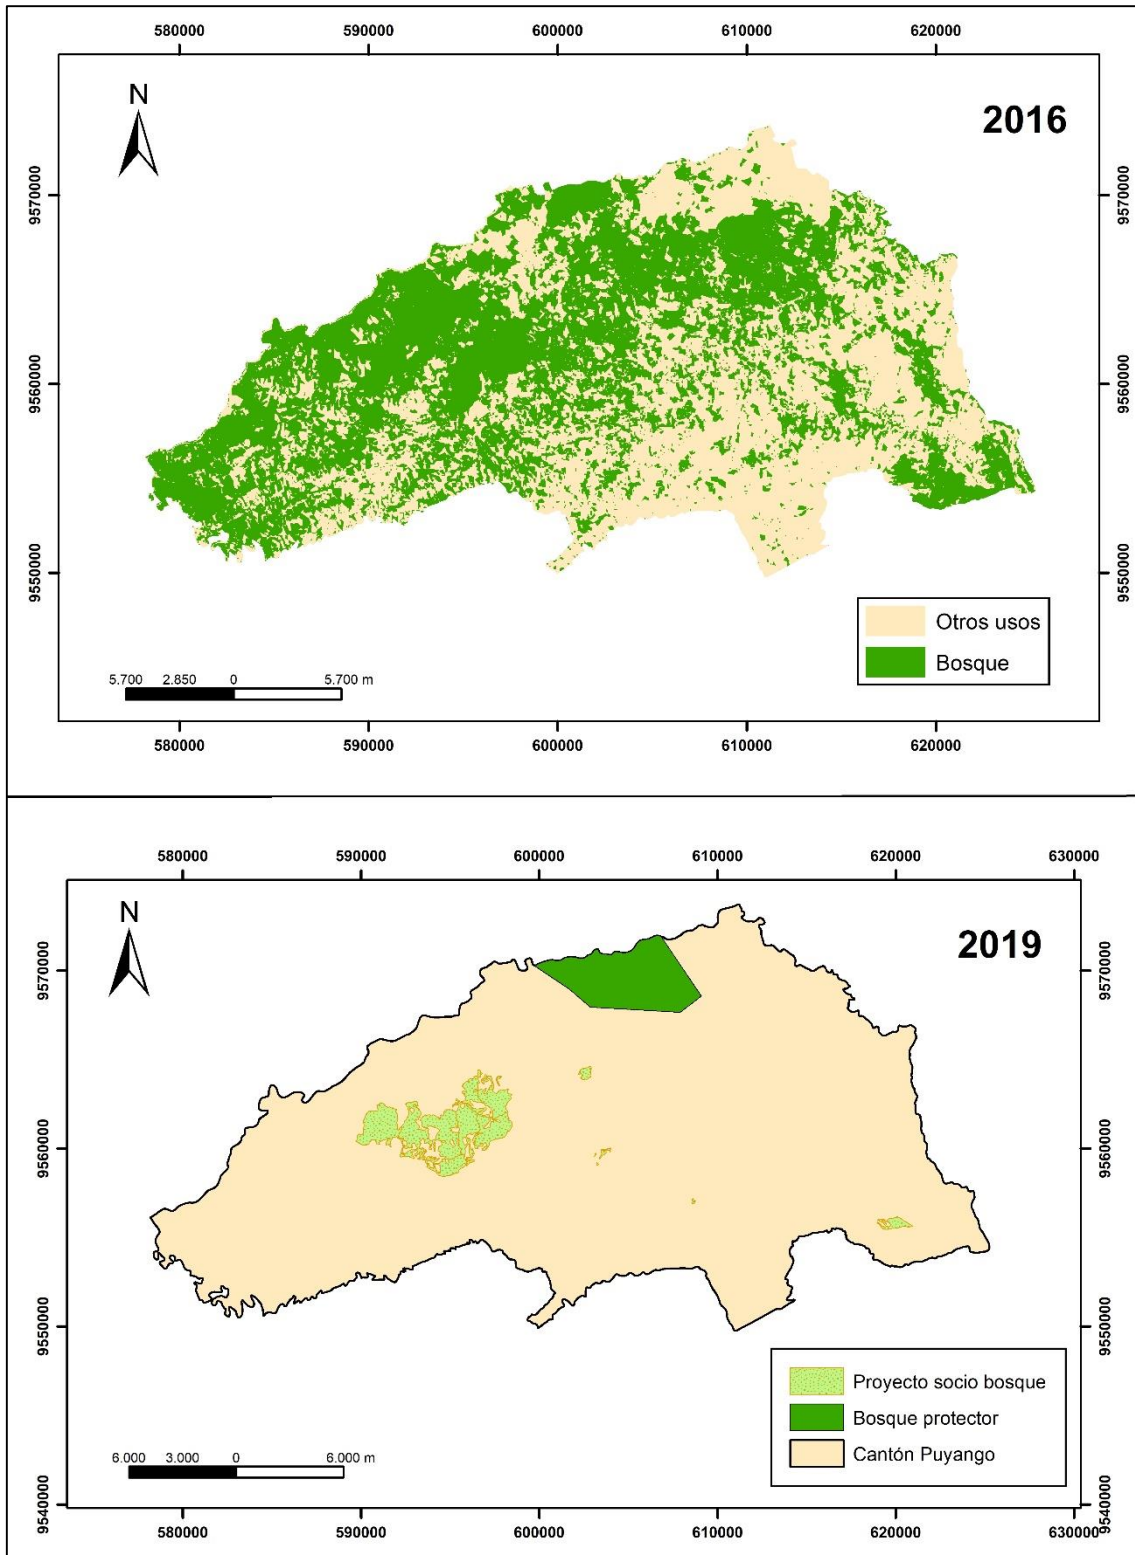 580000 590000 600000 610000 620000
N
2016
9570000 9570000
9560000 9560000
9550000 9550000
Otros usos
Bosque
5.700 2.850 0 5.700 m
580000 590000 600000 610000 620000
580000 590000 600000 610000 620000 630000
N
2019
9570000 9570000
9560000 9560000
9550000 9550000
Proyecto socio bosque
Bosque protector
Cantón Puyango
6.000 3.000 0 6.000 m
9540000 9540000
580000 590000 600000 610000 620000 630000